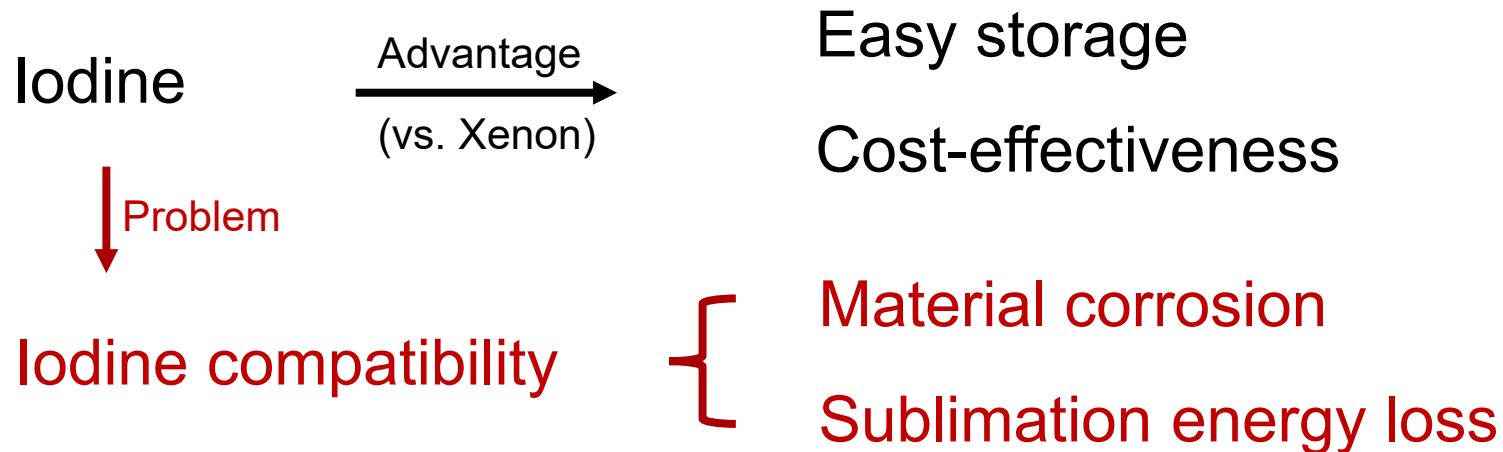 Iodine
Advantage
(vs. Xenon)
Easy storage
Cost-effectiveness
Problem
Iodine compatibility
Material corrosion
Sublimation energy loss